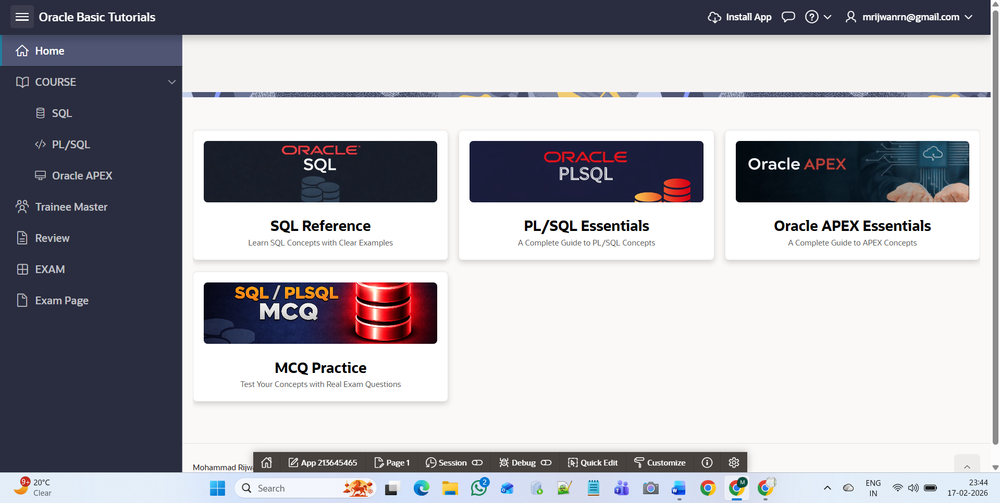 Oracle Basic Tutorials
Install App
mrijwanrn@gmail.com
Home
COURSE
SQL
PL/SQL
Oracle APEX
Trainee Master
Review
EXAM
Exam Page
ORACLE
SQL
SQL Reference
Learn SQL Concepts with Clear Examples
ORACLE
PLSQL
PL/SQL Essentials
A Complete Guide to PL/SQL Concepts
Oracle APEX
Oracle APEX Essentials
A Complete Guide to APEX Concepts
SQL / PLSQL
MCQ
MCQ Practice
Test Your Concepts with Real Exam Questions
Mohammad
App 213645465 Page 1 Session Debug Quick Edit Customize
9+
20°C
Clear
Search
2
M
ENG
IN
23:44
17-02-2026